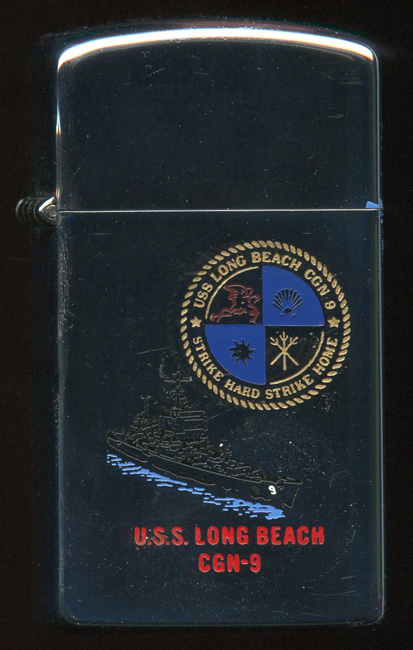 USS LONG BEACH CGN 9
★ STRIKE HARD STRIKE HOME ★
9
U.S.S. LONG BEACH
CGN-9